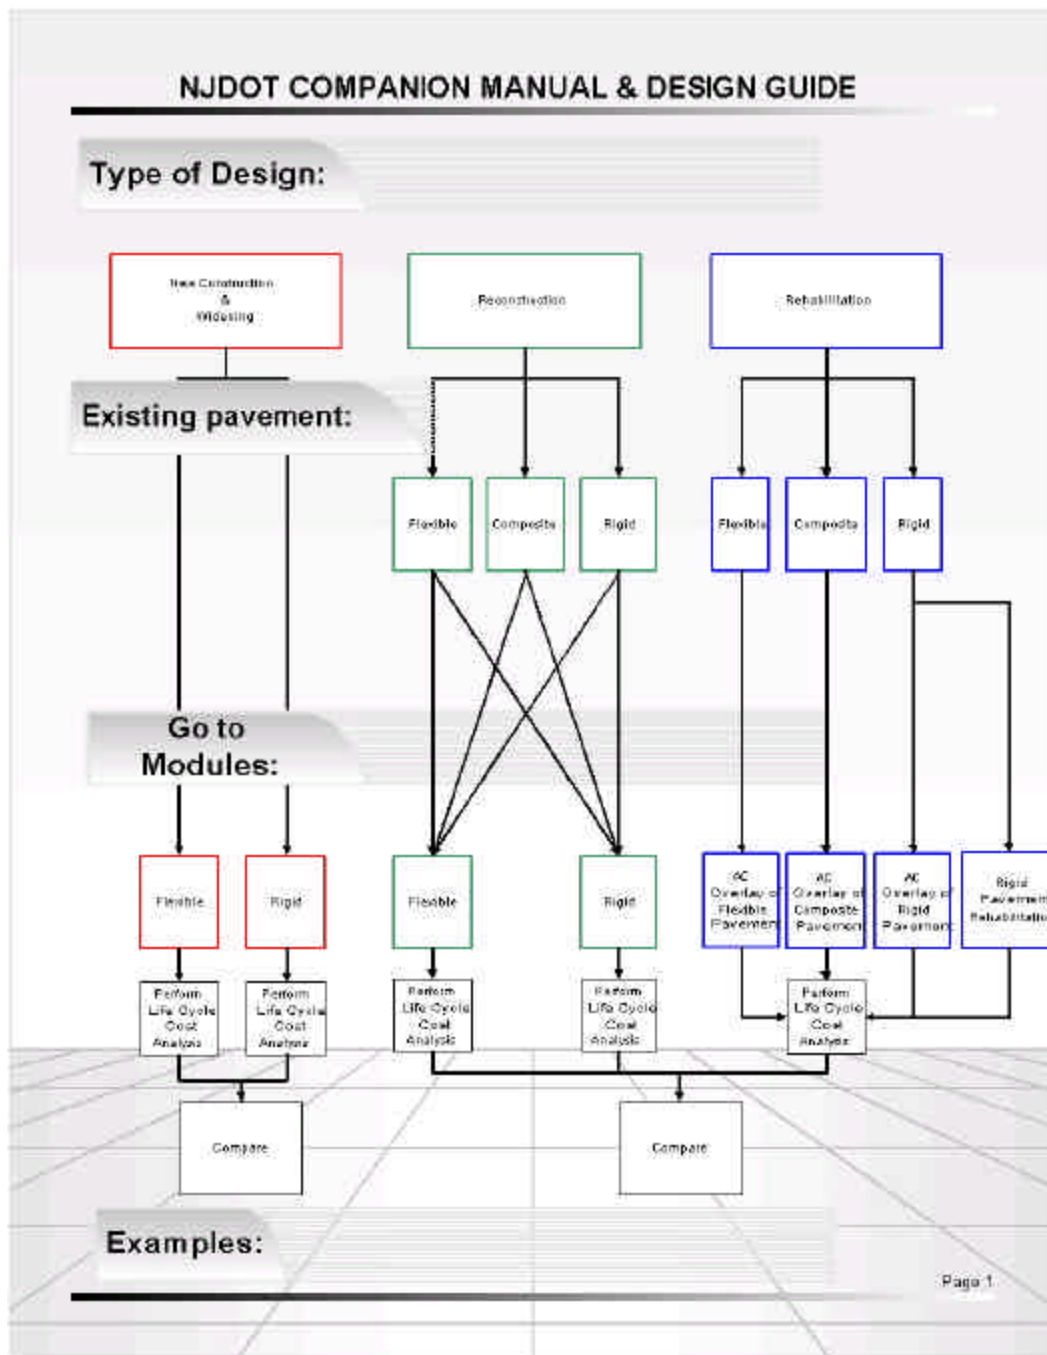 NJDOT COMPANION MANUAL & DESIGN GUIDE
Type of Design:
New Construction
&
Widening
Reconstruction
Rehabilitation
Existing pavement:
Flexible
Composite
Rigid
Flexible
Composite
Rigid
Go to
Modules:
Flexible
Rigid
Flexible
Rigid
AC
Overlay of
Flexible
Pavement
AC
Overlay of
Composite
Pavement
AC
Overlay of
Rigid
Pavement
Rigid
Pavement
Rehabilitation
Perform
Life Cycle
Cost
Analysis
Perform
Life Cycle
Cost
Analysis
Perform
Life Cycle
Cost
Analysis
Perform
Life Cycle
Cost
Analysis
Perform
Life Cycle
Cost
Analysis
Compare
Compare
Examples:
Page 1